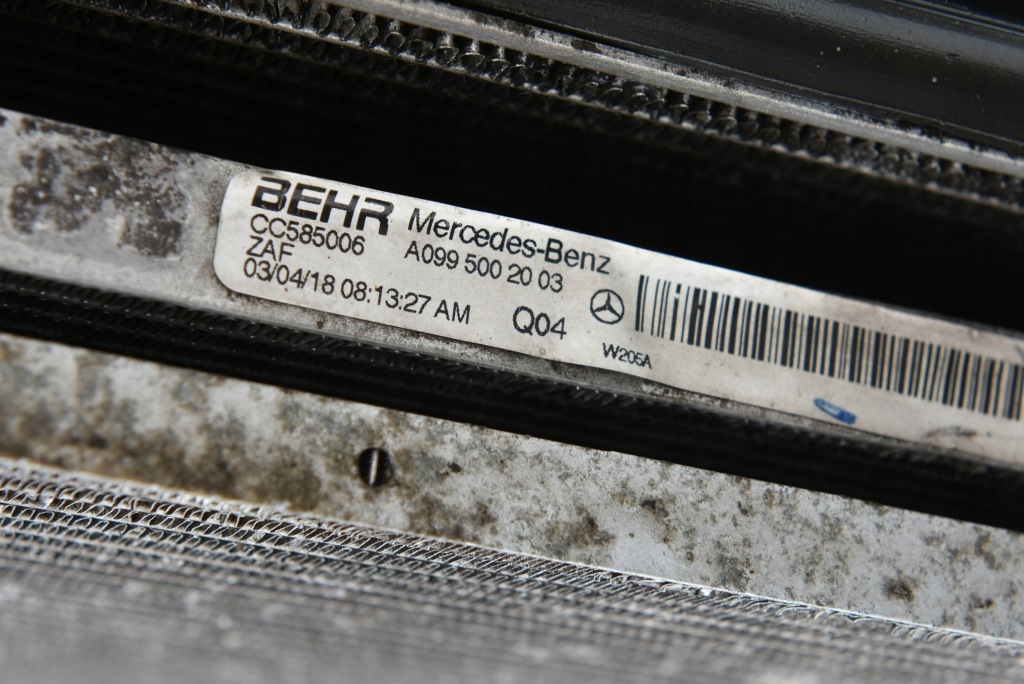 BEHR
CC585006
ZAF
03/04/18 08:13:27 AM
Mercedes-Benz
A099 500 20 03
Q04
W205A